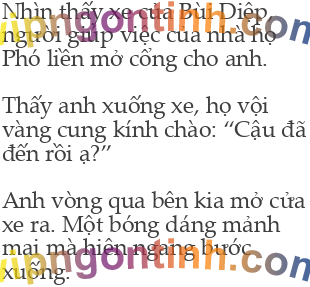 Nhìn thấy xe của Bùi Diệp,
người giúp việc của nhà họ
Phó liền mở cổng cho anh.
Thấy anh xuống xe, họ vội
vàng cung kính chào: “Cậu đã
đến rồi ạ?”
Anh vòng qua bên kia mở cửa
xe ra. Một bóng dáng mảnh
mai mà hiên ngang bước
xuống.